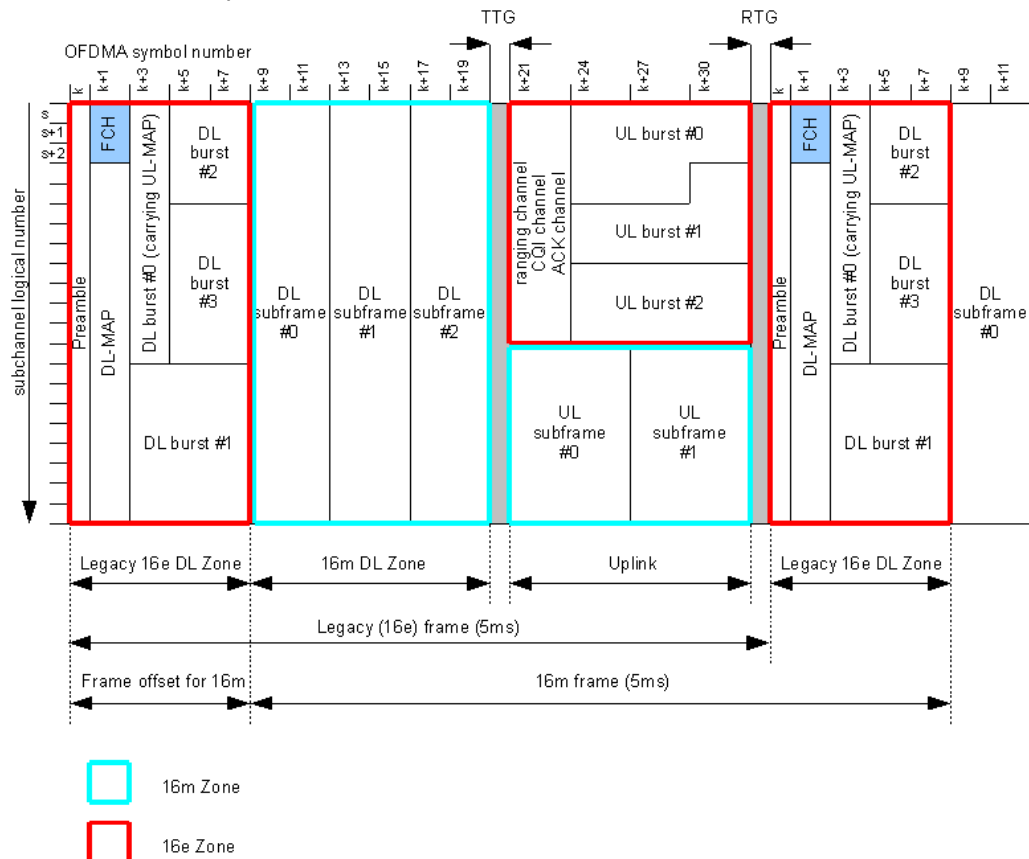 TTG
RTG
OFDMA symbol number
k
k+1
k+3
k+5
k+7
k+9
k+11
k+13
k+15
k+17
k+19
k+21
k+24
k+27
k+30
k
k+1
k+3
k+5
k+7
k+9
k+11
subchannel logical number
s
s+1
s+2
Preamble
FCH
DL-MAP
DL burst #0 (carrying UL-MAP)
DL
burst
#2
DL
burst
#3
DL burst #1
DL
subframe
#0
DL
subframe
#1
DL
subframe
#2
ranging channel
CQI channel
ACK channel
UL burst #0
UL burst #1
UL burst #2
UL
subframe
#0
UL
subframe
#1
Preamble
FCH
DL-MAP
DL burst #0 (carrying UL-MAP)
DL
burst
#2
DL
burst
#3
DL burst #1
DL
subframe
#0
Legacy 16e DL Zone
16m DL Zone
Uplink
Legacy 16e DL Zone
Legacy (16e) frame (5ms)
Frame offset for 16m
16m frame (5ms)
16m Zone
16e Zone